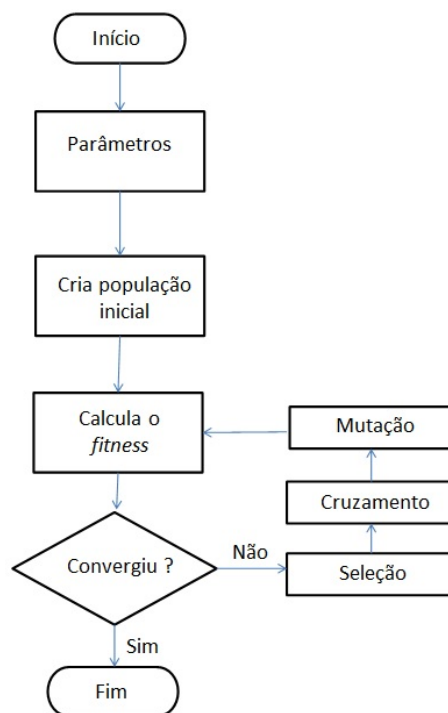 Início
Parâmetros
Cria população
inicial
Calcula o
fitness
Mutação
Cruzamento
Seleção
Não
Convergiu ?
Sim
Fim